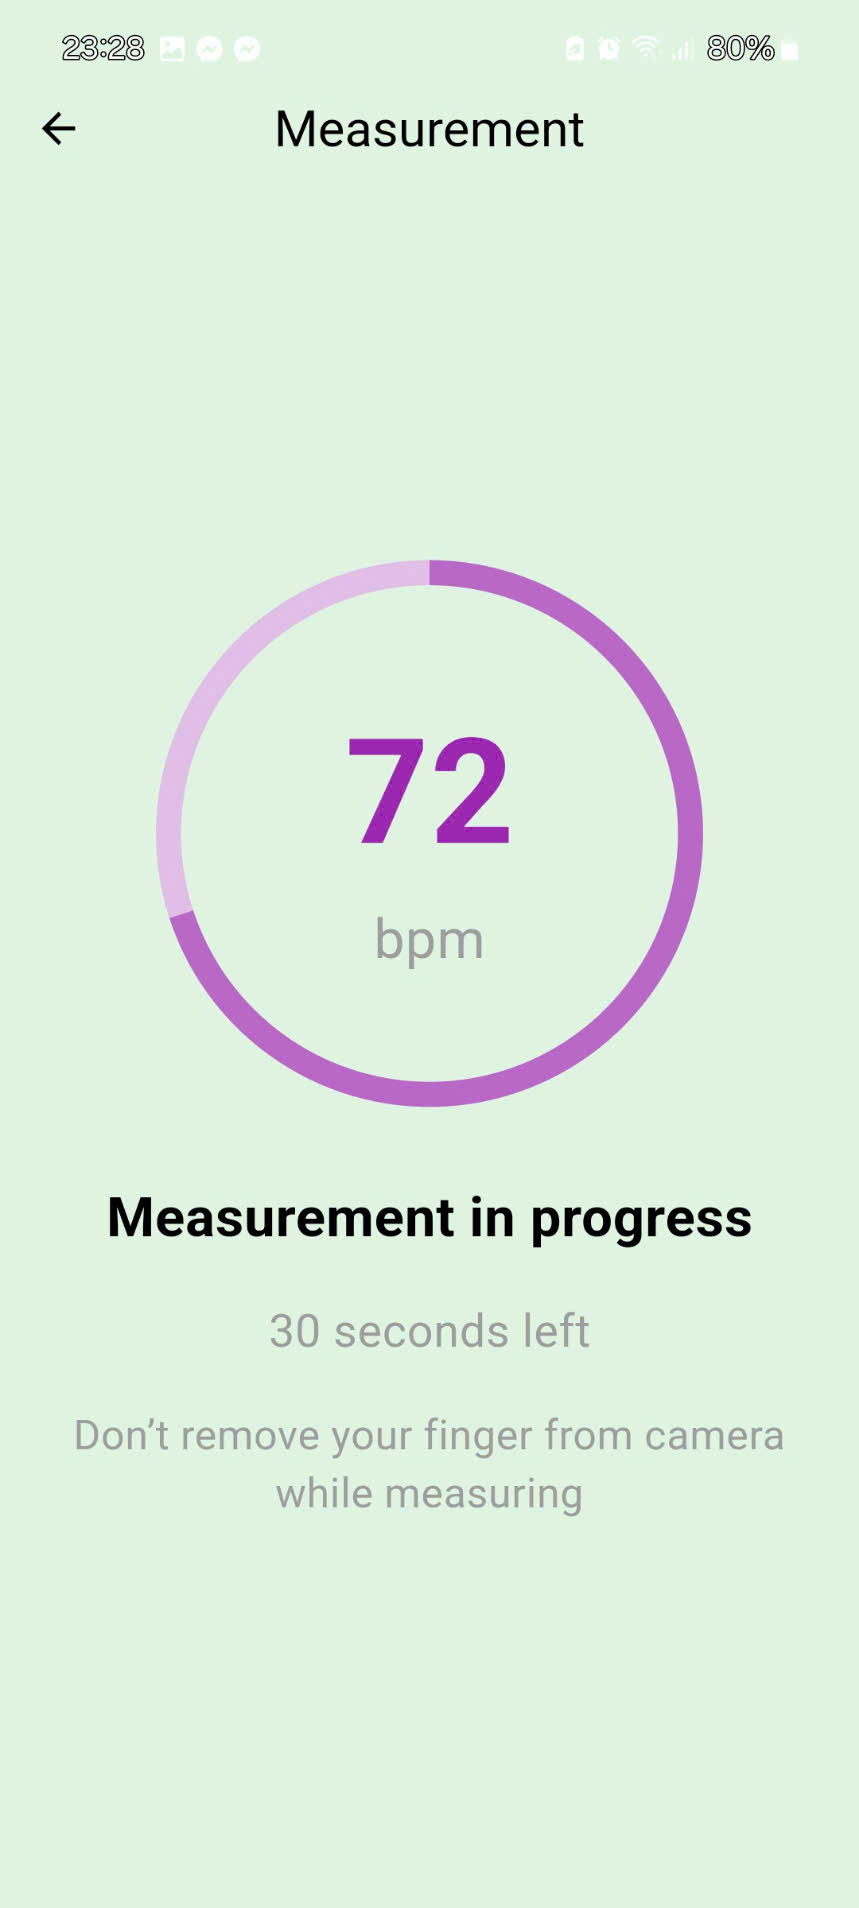 23:28 80%
Measurement
72
bpm
Measurement in progress
30 seconds left
Don’t remove your finger from camera
while measuring